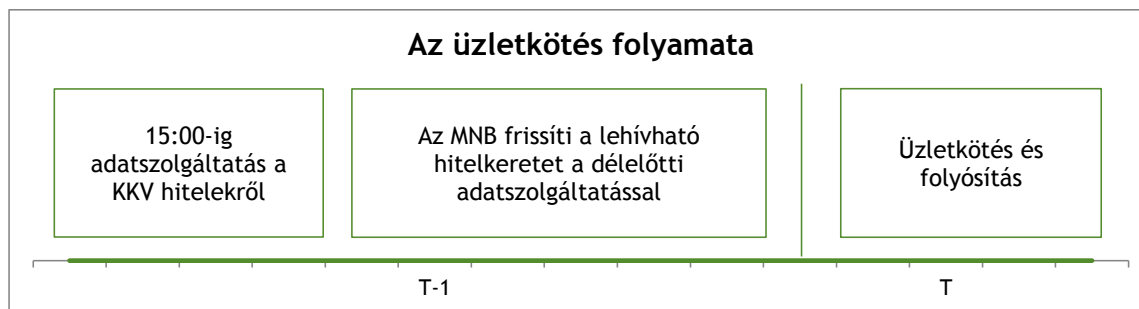 Az üzletkötés folyamata
15:00-ig
adatszolgáltatás a
KKV hitelekről
Az MNB frissíti a lehívható
hitelkeretet a délelőtti
adatszolgáltatással
Üzletkötés és
folyósítás
T-1
T